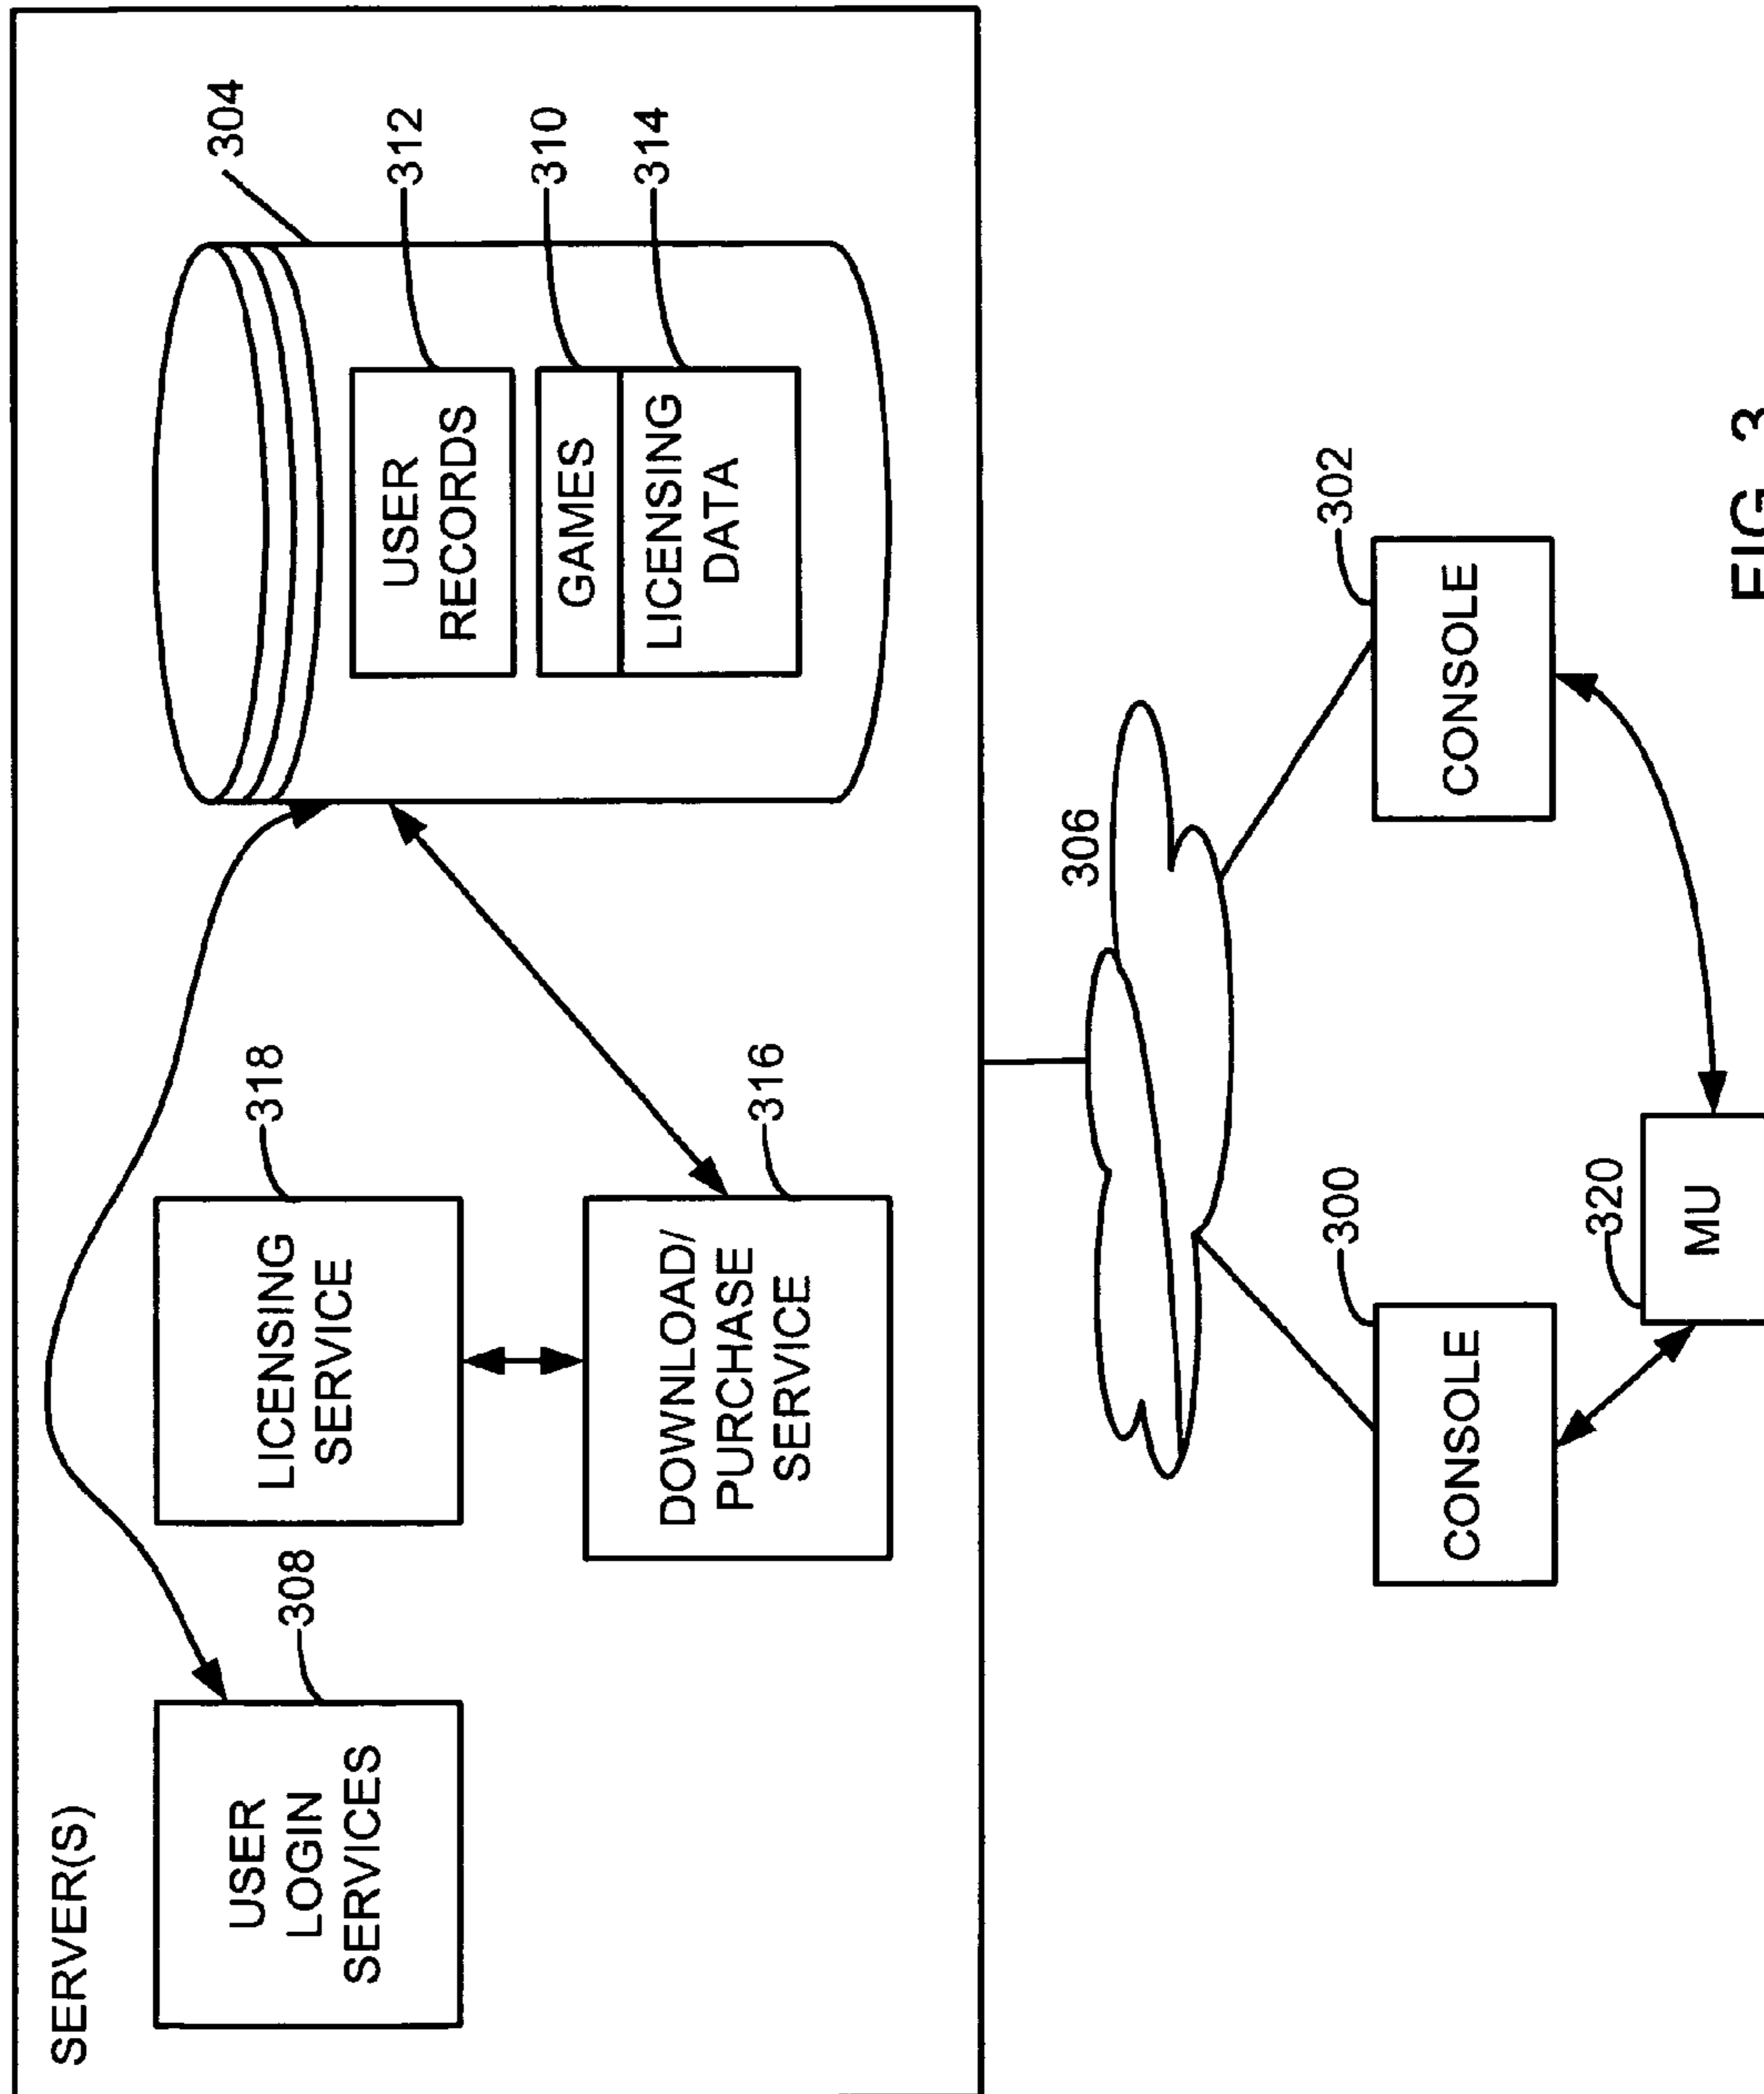 SERVER(S)
304
USER
LOGIN
SERVICES
308
LICENSING
SERVICE
318
DOWNLOAD/
PURCHASE
SERVICE
316
USER
RECORDS
312
GAMES
310
LICENSING
DATA
314
306
CONSOLE
300
CONSOLE
302
MU
320
FIG. 3